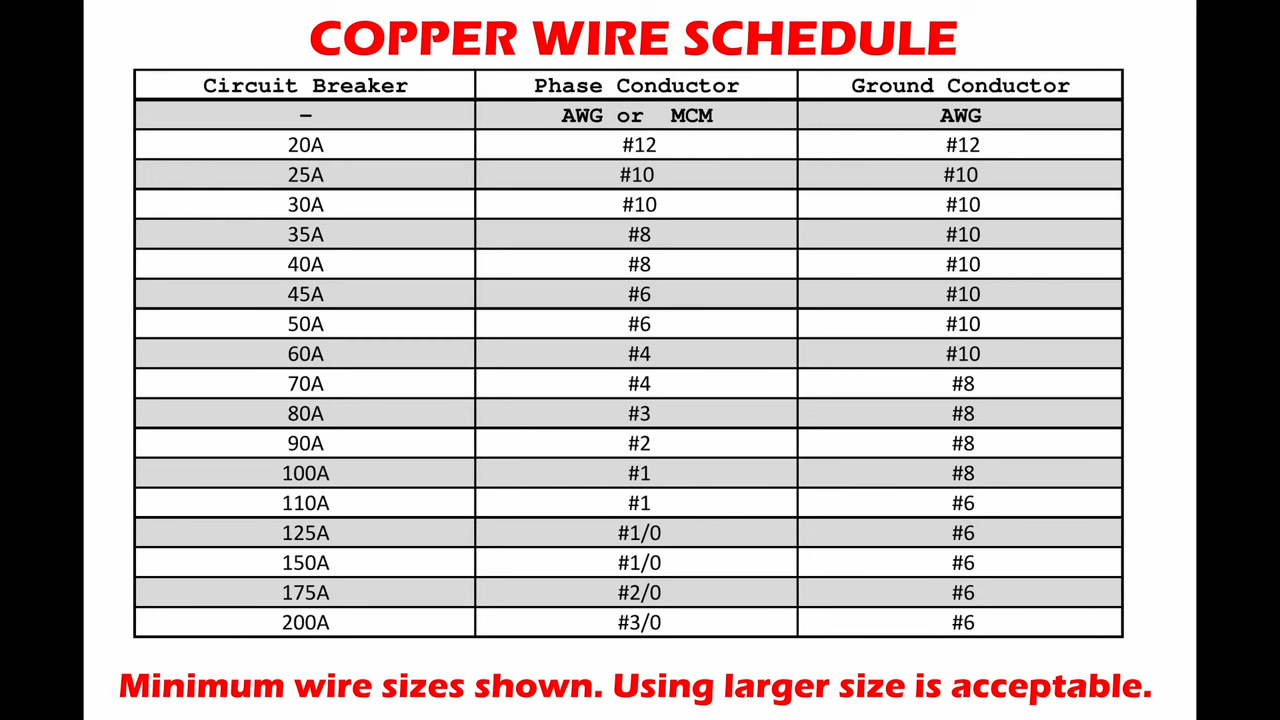 COPPER WIRE SCHEDULE
Circuit Breaker Phase Conductor Ground Conductor
– AWG or MCM AWG
20A #12 #12
25A #10 #10
30A #10 #10
35A #8 #10
40A #8 #10
45A #6 #10
50A #6 #10
60A #4 #10
70A #4 #8
80A #3 #8
90A #2 #8
100A #1 #8
110A #1 #6
125A #1/0 #6
150A #1/0 #6
175A #2/0 #6
200A #3/0 #6
Minimum wire sizes shown. Using larger size is acceptable.